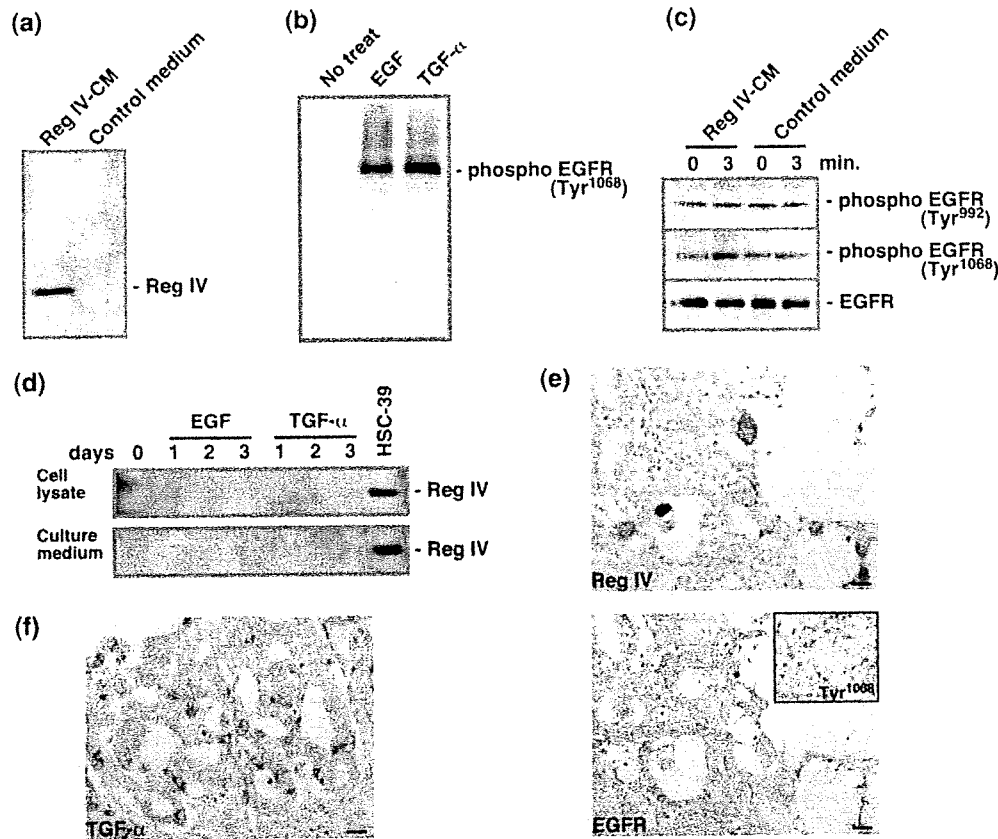 (a)
Reg IV-CM
Control medium
- Reg IV
(b)
No treat
EGF
TGF-α
- phospho EGFR
(Tyr1068)
(c)
Reg IV-CM
Control medium
0 3 0 3 min.
- phospho EGFR
(Tyr992)
- phospho EGFR
(Tyr1068)
- EGFR
(d)
EGF TGF-α HSC-39
days 0 1 2 3 1 2 3
Cell
lysate
- Reg IV
Culture
medium
- Reg IV
(e)
Reg IV
Tyr1068
EGFR
(f)
TGF-α